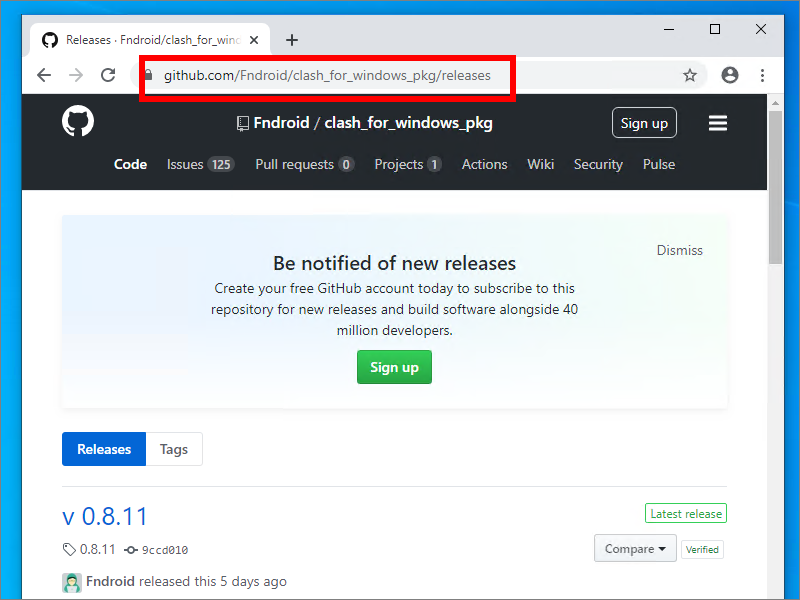 Releases · Fndroid/clash_for_wind
github.com/Fndroid/clash_for_windows_pkg/releases
Fndroid / clash_for_windows_pkg
Sign up
Code Issues 125 Pull requests 0 Projects 1 Actions Wiki Security Pulse
Dismiss
Be notified of new releases
Create your free GitHub account today to subscribe to this
repository for new releases and build software alongside 40
million developers.
Sign up
Releases Tags
v 0.8.11
Latest release
0.8.11 9ccd010
Compare Verified
Fndroid released this 5 days ago